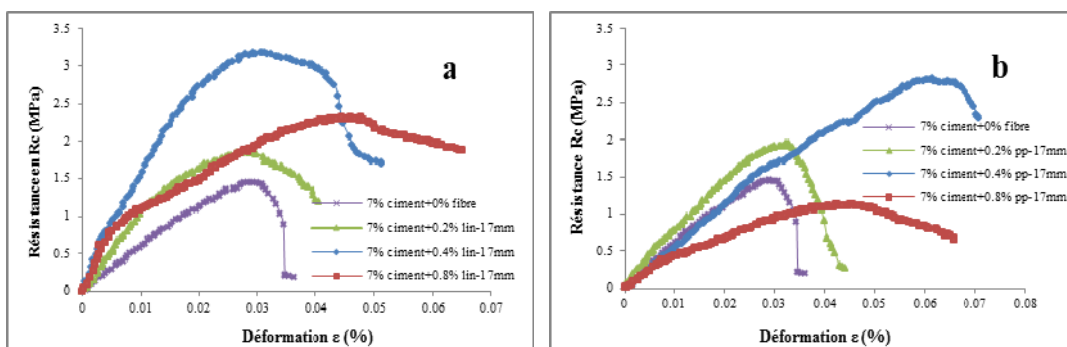 a
Résistance en Rc (MPa)
3.5
3
2.5
2
1.5
1
0.5
0
0
0.01
0.02
0.03
0.04
0.05
0.06
0.07
Déformation ε (%)
7% ciment+0% fibre
7% ciment+0.2% lin-17mm
7% ciment+0.4% lin-17mm
7% ciment+0.8% lin-17mm
b
Résistance Rc (MPa)
3.5
3
2.5
2
1.5
1
0.5
0
0
0.01
0.02
0.03
0.04
0.05
0.06
0.07
0.08
Déformation ε (%)
7% ciment+0% fibre
7% ciment+0.2% pp-17mm
7% ciment+0.4% pp-17mm
7% ciment+0.8% pp-17mm